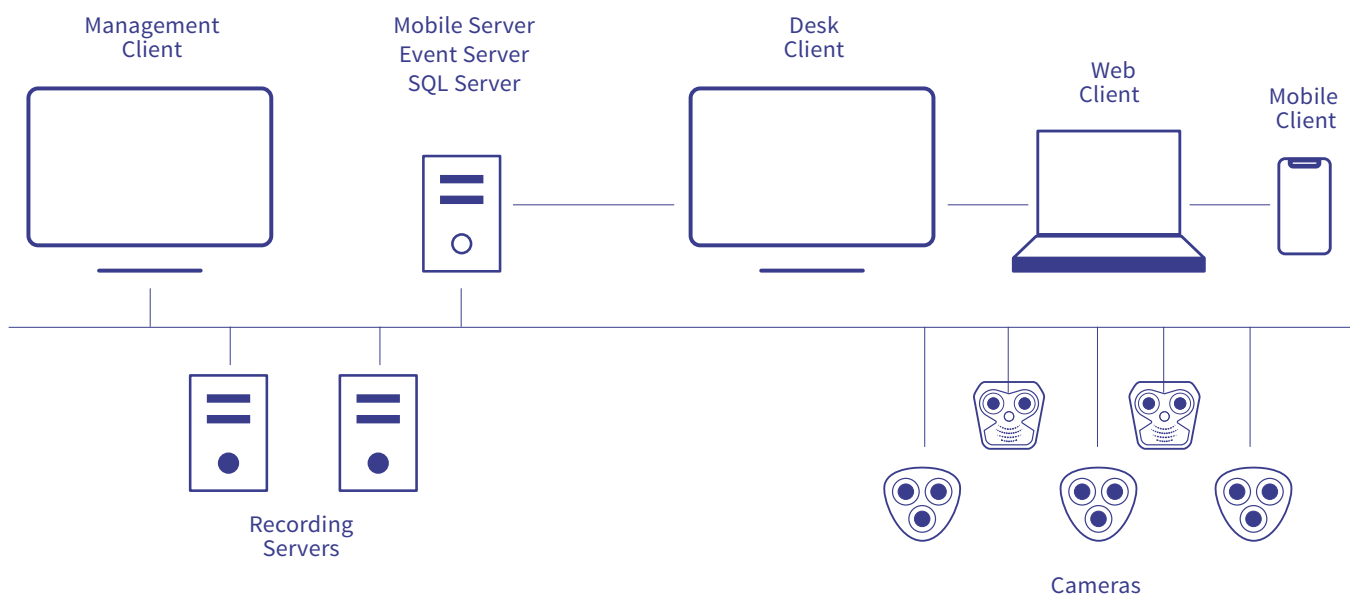 Management
Client
Mobile Server
Event Server
SQL Server
Desk
Client
Web
Client
Mobile
Client
Recording
Servers
Cameras